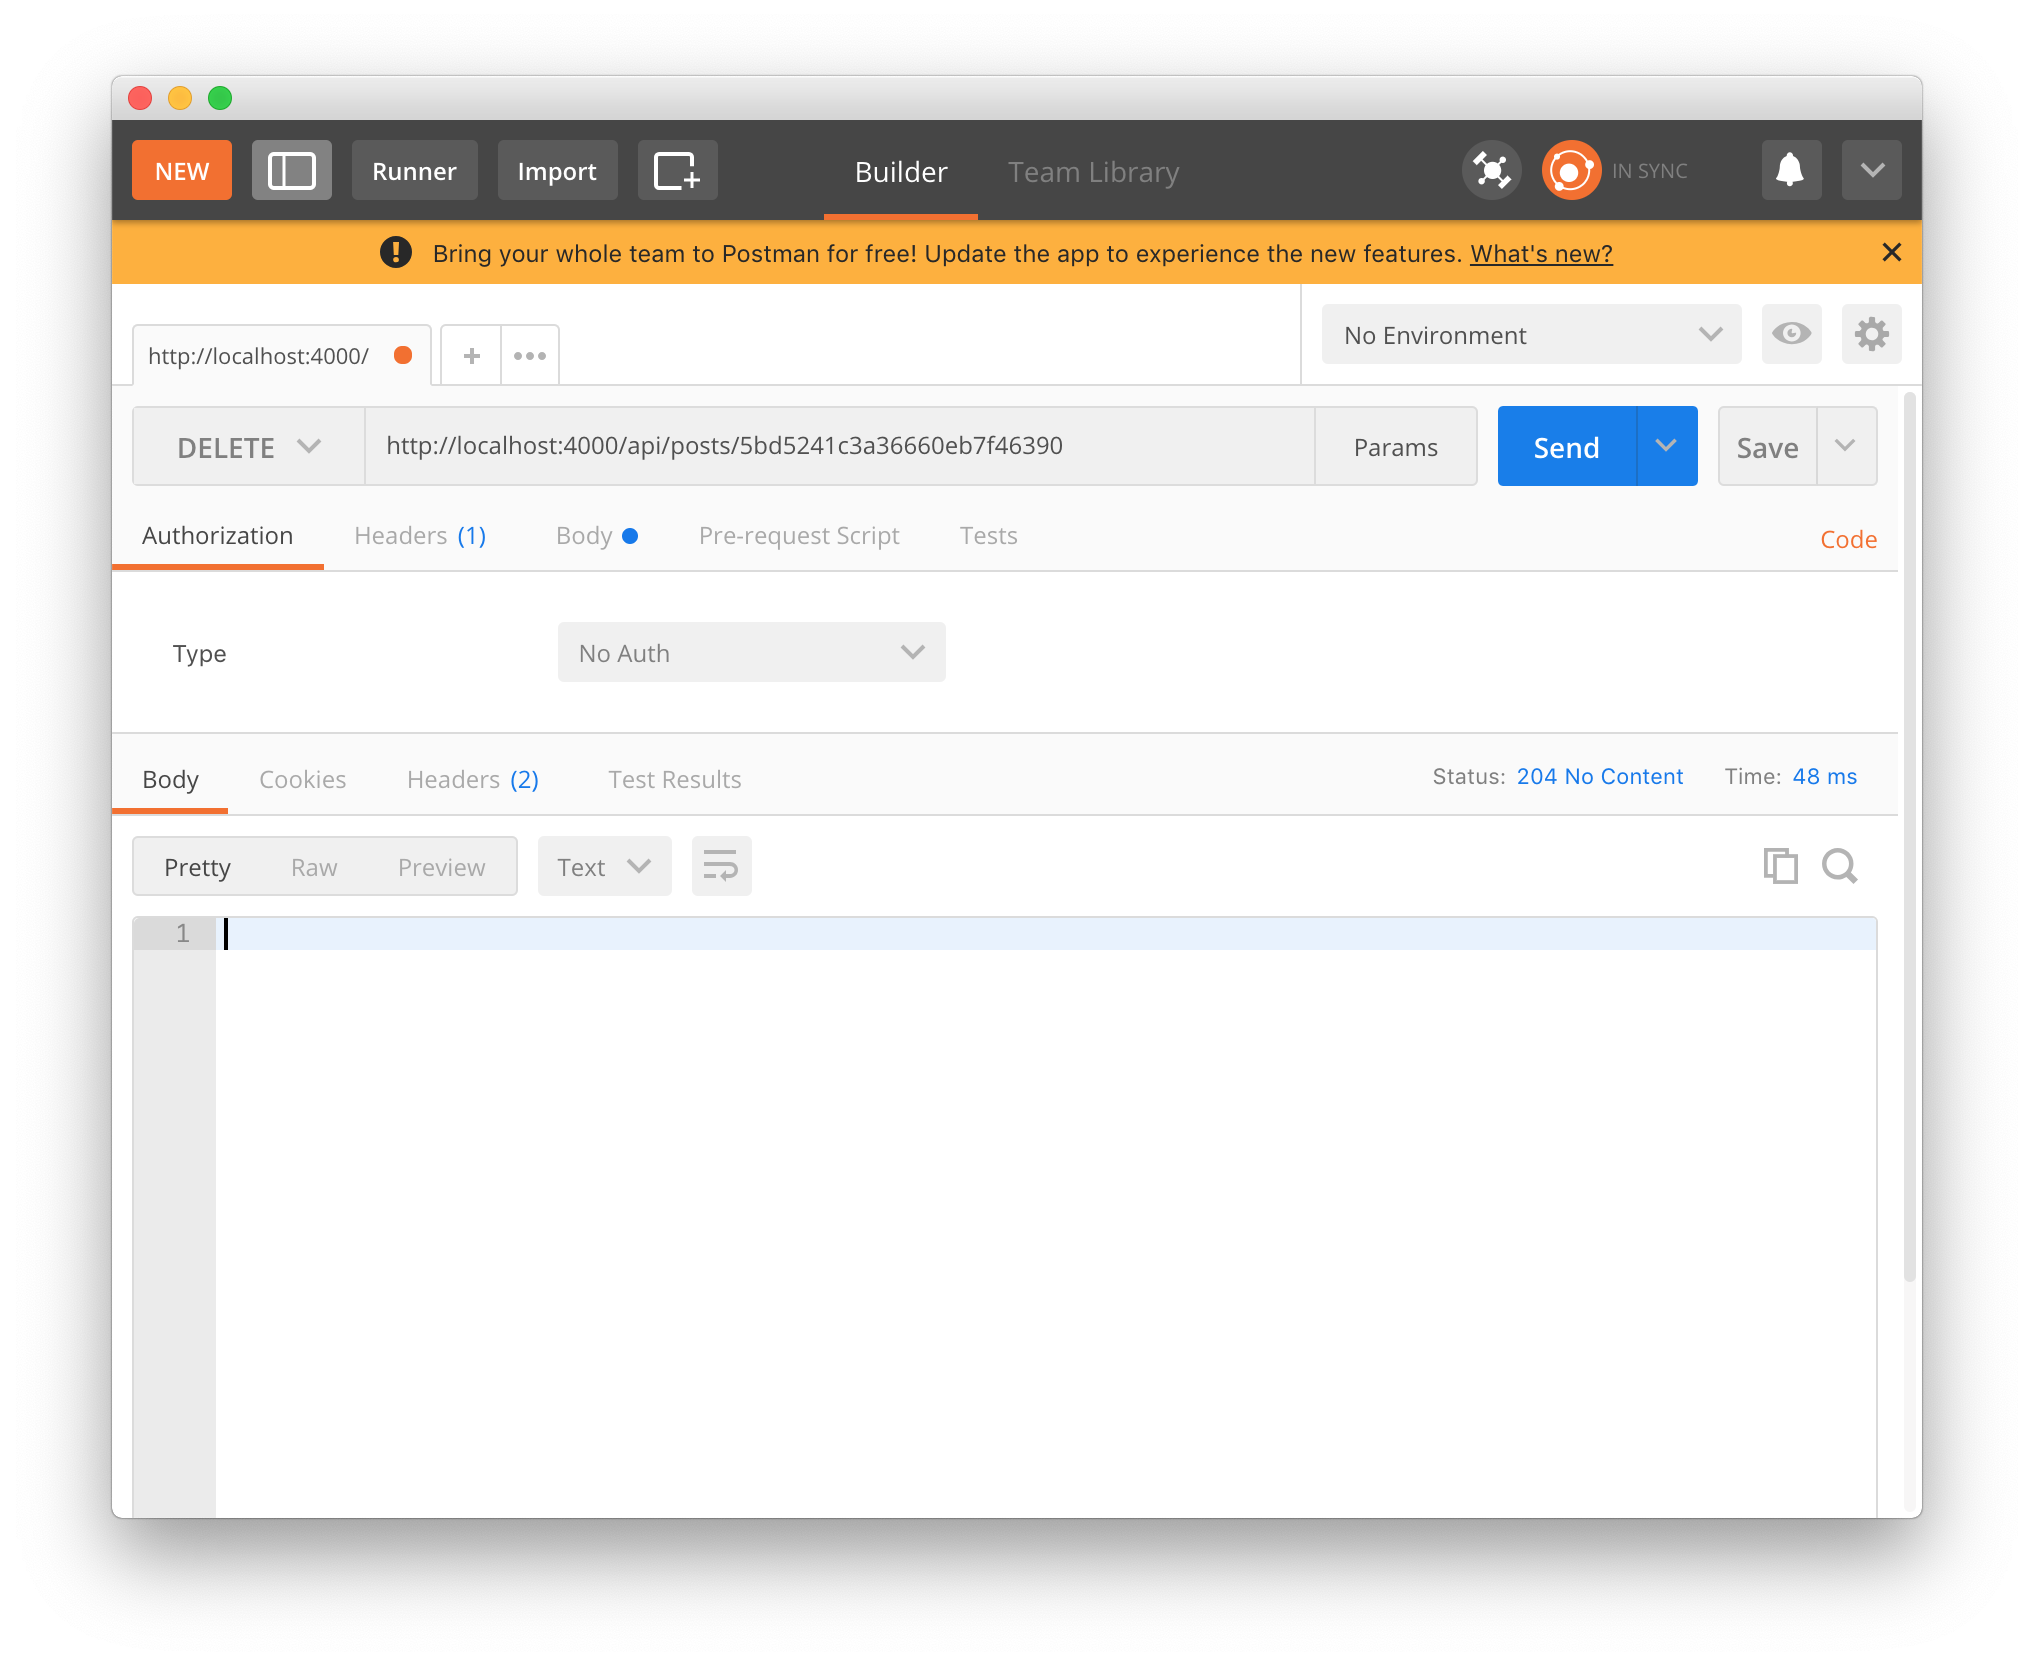 NEW Runner Import Builder Team Library IN SYNC
! Bring your whole team to Postman for free! Update the app to experience the new features. What's new?
http://localhost:4000/ No Environment
DELETE http://localhost:4000/api/posts/5bd5241c3a36660eb7f46390 Params Send Save
Authorization Headers (1) Body Pre-request Script Tests Code
Type No Auth
Body Cookies Headers (2) Test Results Status: 204 No Content Time: 48 ms
Pretty Raw Preview Text
1